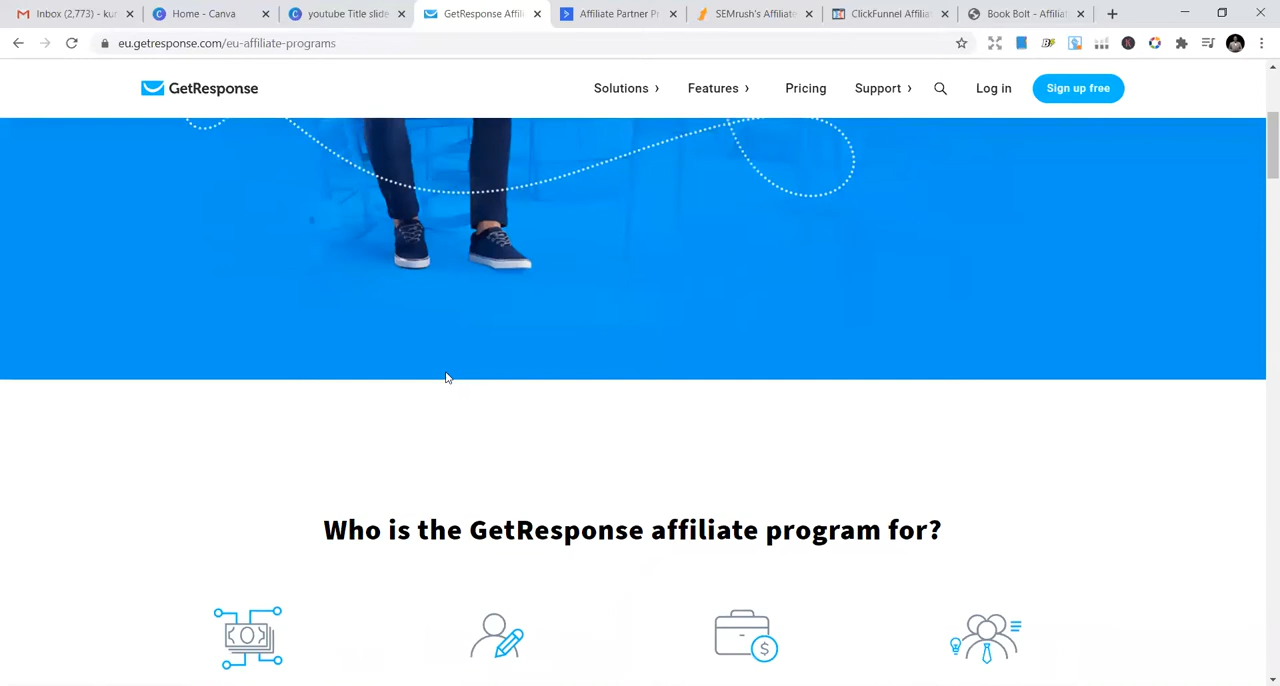 Inbox (2,773) - kur
Home - Canva
youtube Title slide
GetResponse Affil
Affiliate Partner Pr
SEMrush's Affiliate
ClickFunnel Affilia
Book Bolt - Affiliat
eu.getresponse.com/eu-affiliate-programs
GetResponse
Solutions
Features
Pricing
Support
Log in
Sign up free
Who is the GetResponse affiliate program for?